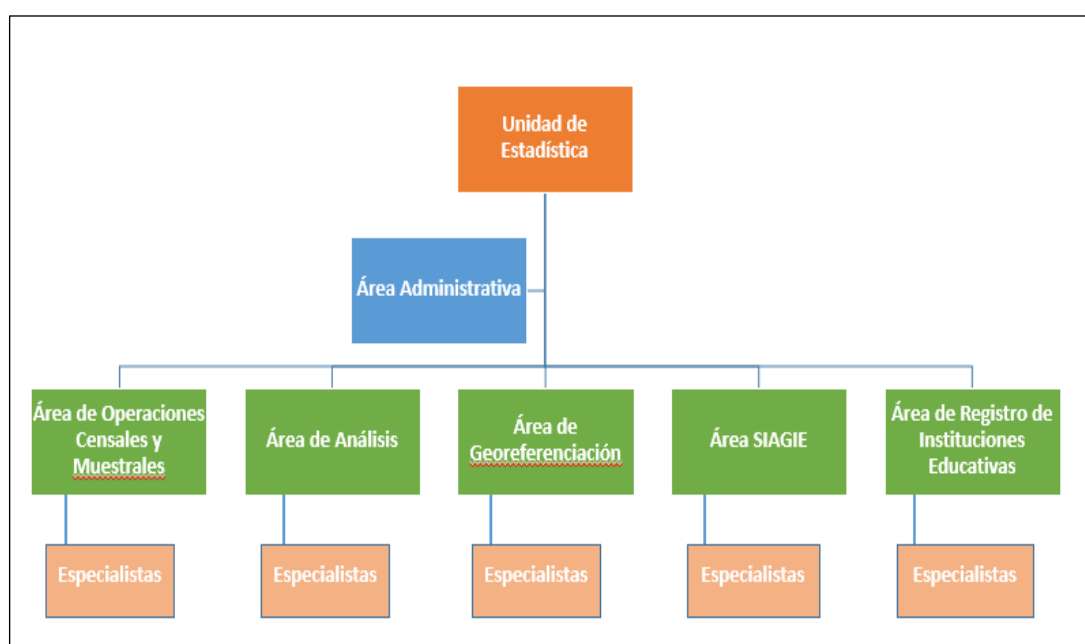 Unidad de
Estadística
Área Administrativa
Área de Operaciones
Censales y
Muestrales
Área de Análisis
Área de
Georeferenciación
Área SIAGIE
Área de Registro de
Instituciones
Educativas
Especialistas
Especialistas
Especialistas
Especialistas
Especialistas